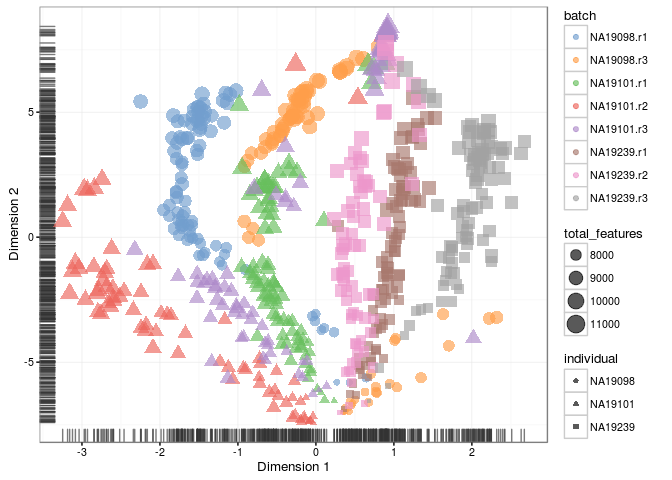 batch
NA19098.r1
NA19098.r3
NA19101.r1
NA19101.r2
NA19101.r3
NA19239.r1
NA19239.r2
NA19239.r3
total_features
8000
9000
10000
11000
individual
NA19098
NA19101
NA19239
Dimension 2
5
0
-5
-3
-2
-1
0
1
2
Dimension 1